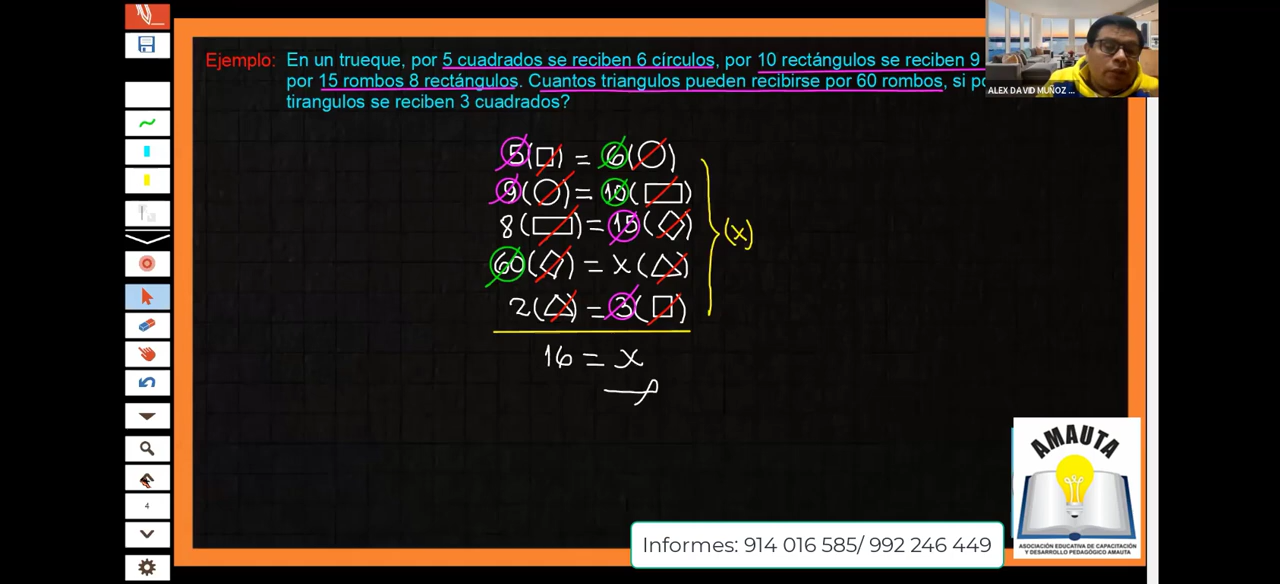 Ejemplo: En un trueque, por 5 cuadrados se reciben 6 círculos, por 10 rectángulos se reciben 9
por 15 rombos 8 rectángulos. Cuantos triangulos pueden recibirse por 60 rombos, si
tirangulos se reciben 3 cuadrados?
ALEX DAVID MUÑOZ ...
5(□) = 6(○)
9(○) = 10(▭)
8(▭) = 15(◇)
(x)
60(◇) = x(△)
2(△) = 3(□)
16 = x
4
AMAUTA
ASOCIACIÓN EDUCATIVA DE CAPACITACIÓN
Y DESARROLLO PEDAGÓGICO AMAUTA
Informes: 914 016 585/ 992 246 449